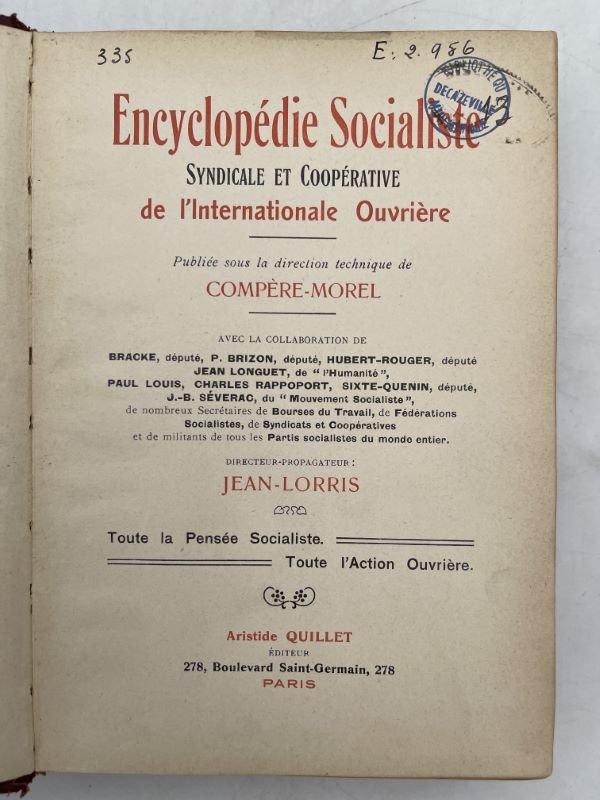 335
E. 2. 986
BIBLIOTHEQUE
DECAZEVILLE
13
Encyclopédie Socialiste
SYNDICALE ET COOPÉRATIVE
de l'Internationale Ouvrière
Publiée sous la direction technique de
COMPÈRE-MOREL
AVEC LA COLLABORATION DE
BRACKE, député, P. BRIZON, député, HUBERT-ROUGER, député
JEAN LONGUET, de “ l'Humanité ”,
PAUL LOUIS, CHARLES RAPPOPORT, SIXTE-QUENIN, député,
J.-B. SÉVERAC, du “ Mouvement Socialiste ”,
de nombreux Secrétaires de Bourses du Travail, de Fédérations
Socialistes, de Syndicats et Coopératives
et de militants de tous les Partis socialistes du monde entier.
DIRECTEUR-PROPAGATEUR :
JEAN-LORRIS
Toute la Pensée Socialiste.
Toute l'Action Ouvrière.
Aristide QUILLET
ÉDITEUR
278, Boulevard Saint-Germain, 278
PARIS